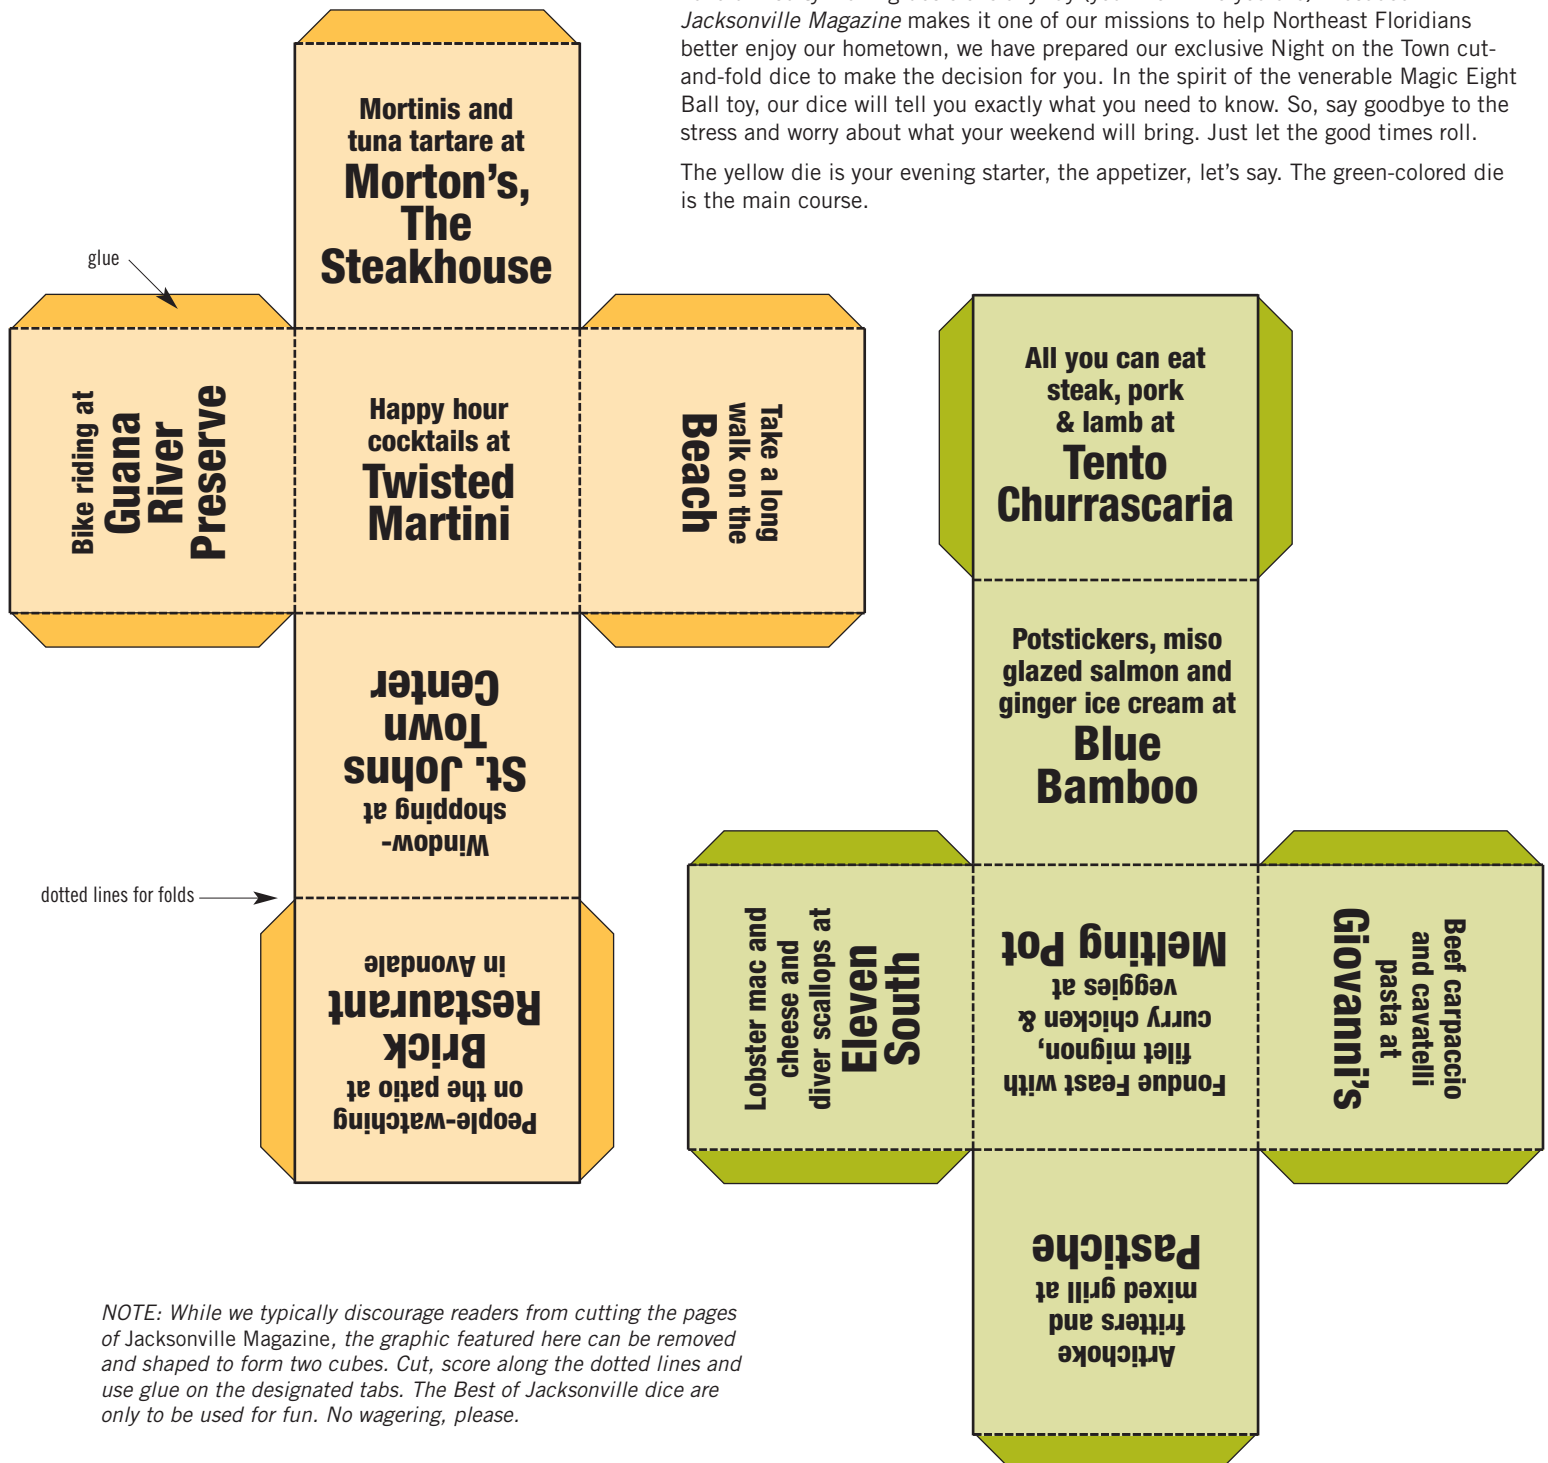 Jacksonville Magazine makes it one of our missions to help Northeast Floridians
better enjoy our hometown, we have prepared our exclusive Night on the Town cut-
and-fold dice to make the decision for you. In the spirit of the venerable Magic Eight
Ball toy, our dice will tell you exactly what you need to know. So, say goodbye to the
stress and worry about what your weekend will bring. Just let the good times roll.
The yellow die is your evening starter, the appetizer, let's say. The green-colored die
is the main course.
Mortinis and
tuna tartare at
Morton's,
The
Steakhouse
glue
Bike riding at
Guana
River
Preserve
Happy hour
cocktails at
Twisted
Martini
Take a long
walk on the
Beach
Window-
shopping at
St. Johns
Town
Center
dotted lines for folds
People-watching
on the patio at
Brick
Restaurant
in Avondale
All you can eat
steak, pork
& lamb at
Tento
Churrascaria
Potstickers, miso
glazed salmon and
ginger ice cream at
Blue
Bamboo
Lobster mac and
cheese and
diver scallops at
Eleven
South
Fondue Feast with
filet mignon,
curry chicken &
veggies at
Melting Pot
Beef carpaccio
and cavatelli
pasta at
Giovanni's
Artichoke
fritters and
mixed grill at
Pastiche
NOTE: While we typically discourage readers from cutting the pages
of Jacksonville Magazine, the graphic featured here can be removed
and shaped to form two cubes. Cut, score along the dotted lines and
use glue on the designated tabs. The Best of Jacksonville dice are
only to be used for fun. No wagering, please.